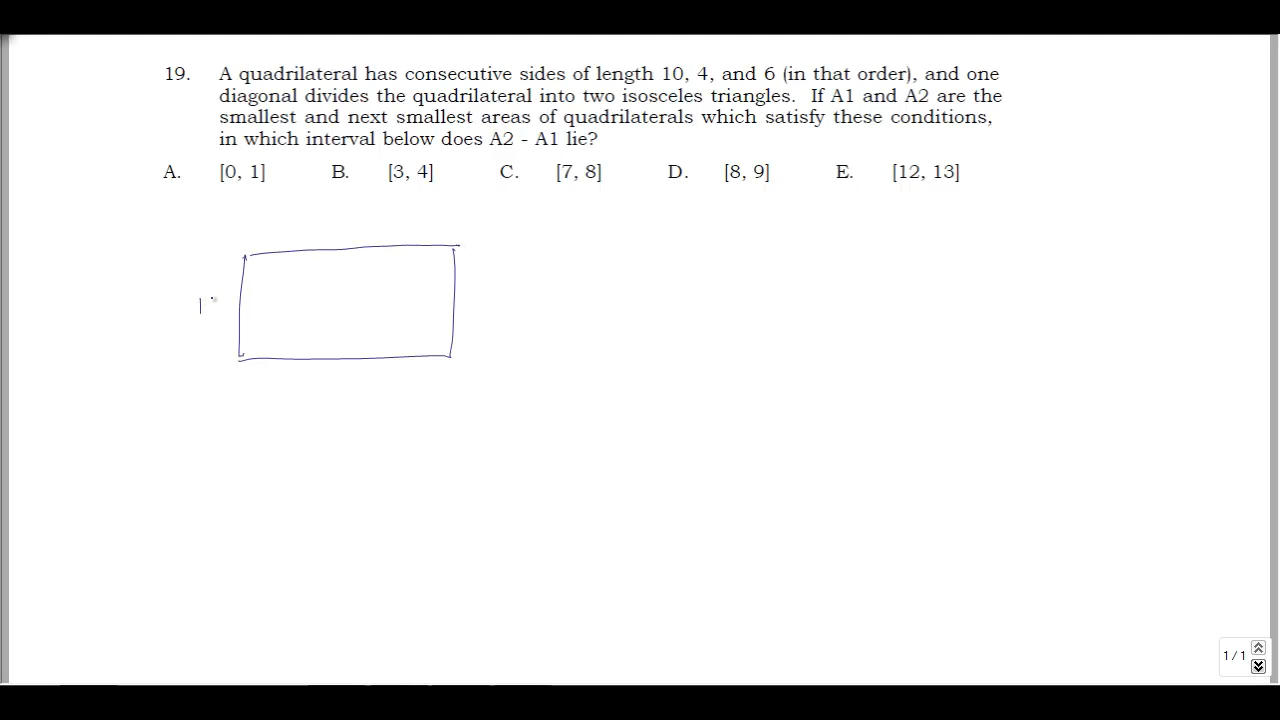 19. A quadrilateral has consecutive sides of length 10, 4, and 6 (in that order), and one
diagonal divides the quadrilateral into two isosceles triangles. If A1 and A2 are the
smallest and next smallest areas of quadrilaterals which satisfy these conditions,
in which interval below does A2 - A1 lie?
A. [0, 1] B. [3, 4] C. [7, 8] D. [8, 9] E. [12, 13]
1 / 1